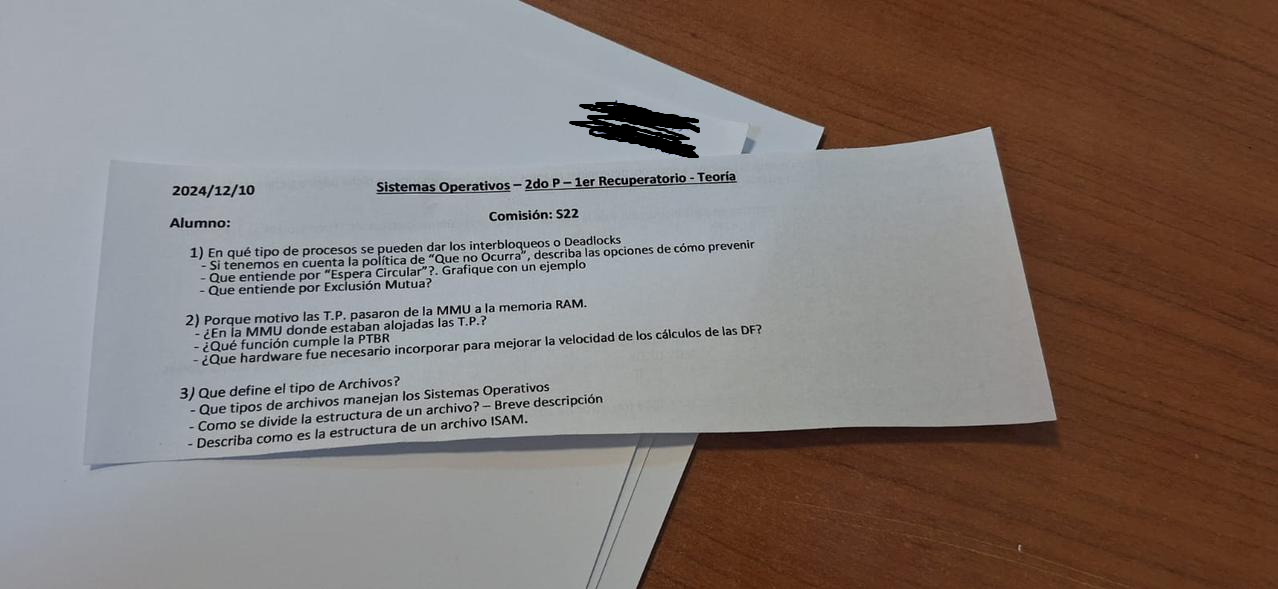 2024/12/10
Sistemas Operativos – 2do P – 1er Recuperatorio - Teoría
Alumno:
Comisión: S22
1) En qué tipo de procesos se pueden dar los interbloqueos o Deadlocks
- Si tenemos en cuenta la política de “Que no Ocurra”, describa las opciones de cómo prevenir
- Que entiende por “Espera Circular”?. Grafique con un ejemplo
- Que entiende por Exclusión Mutua?
2) Porque motivo las T.P. pasaron de la MMU a la memoria RAM.
- ¿En la MMU donde estaban alojadas las T.P.?
- ¿Qué función cumple la PTBR
- ¿Que hardware fue necesario incorporar para mejorar la velocidad de los cálculos de las DF?
3) Que define el tipo de Archivos?
- Que tipos de archivos manejan los Sistemas Operativos
- Como se divide la estructura de un archivo? – Breve descripción
- Describa como es la estructura de un archivo ISAM.